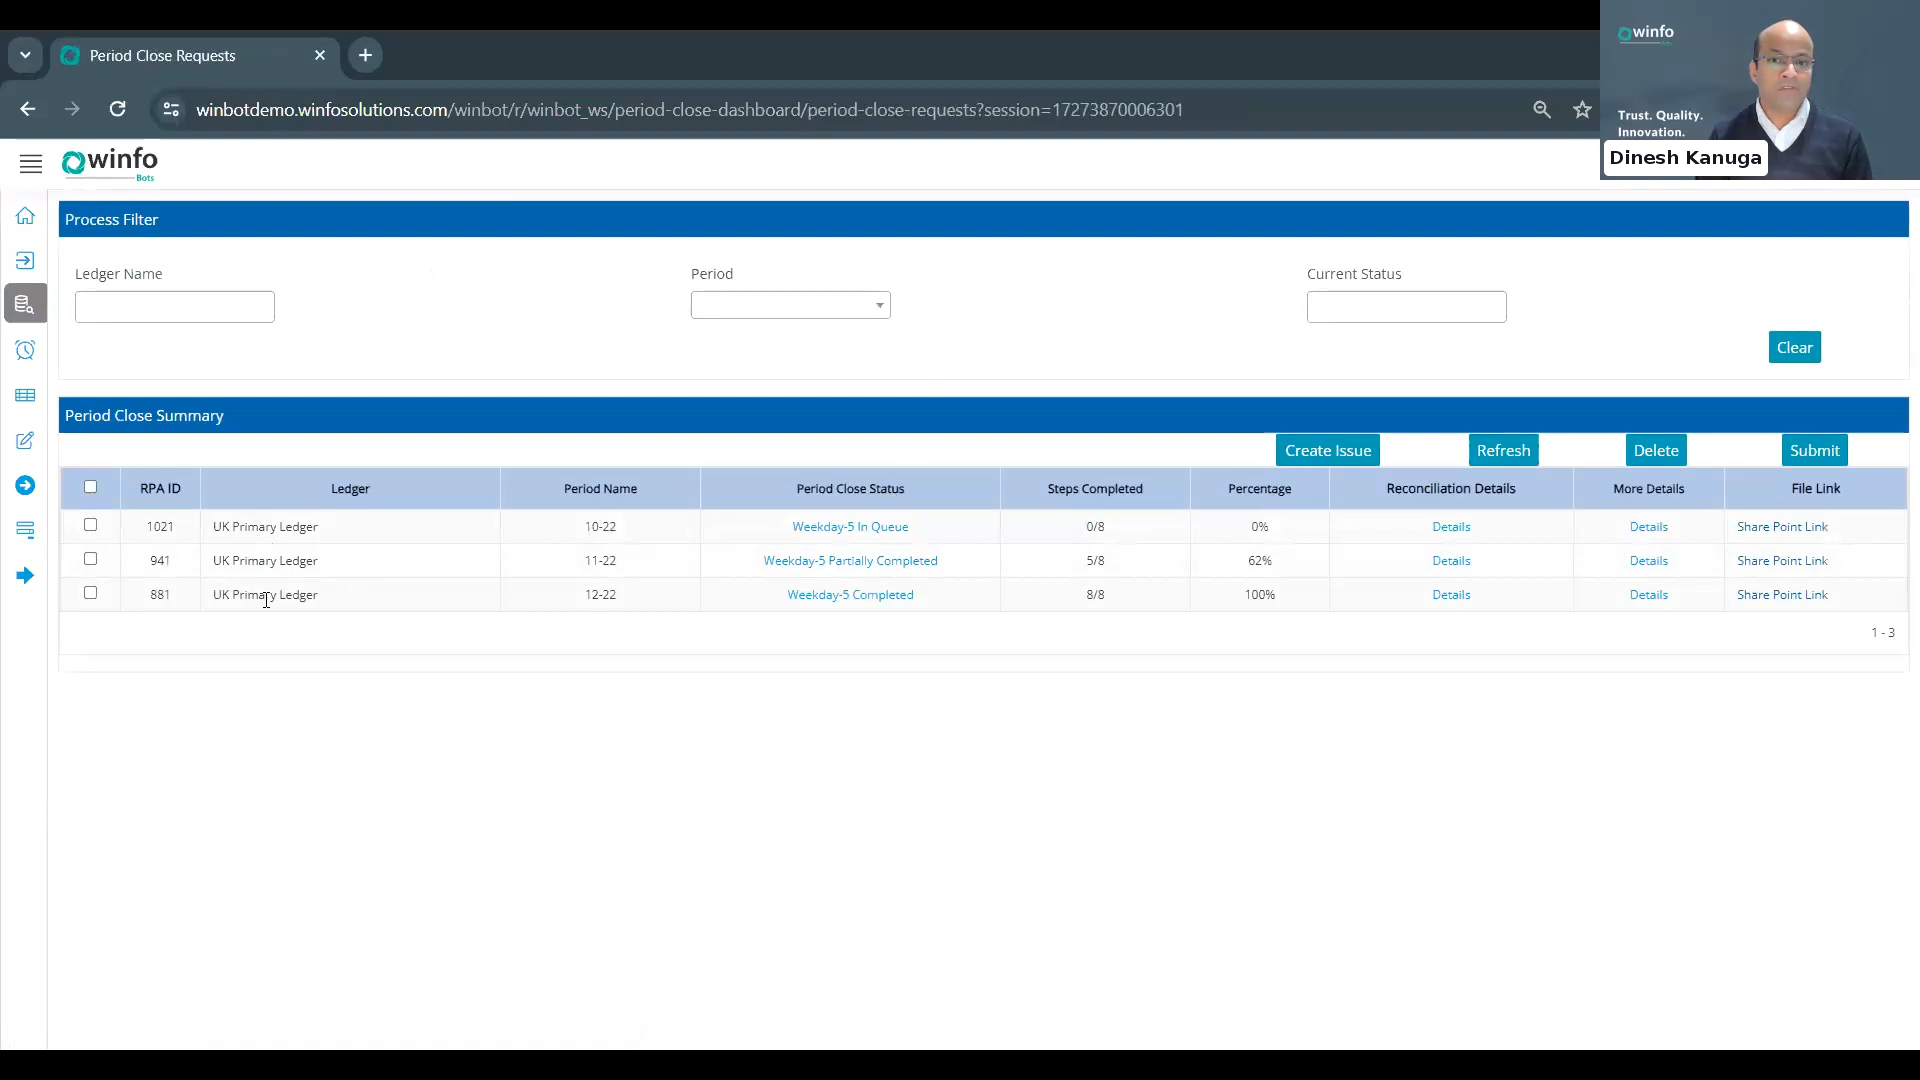 Period Close Requests
winbotdemo.winfosolutions.com/winbot/r/winbot_ws/period-close-dashboard/period-close-requests?session=17273870006301
winfo
Trust. Quality.
Innovation.
Dinesh Kanuga
winfo
Bots
Process Filter
Ledger Name
Period
Current Status
Clear
Period Close Summary
Create Issue
Refresh
Delete
Submit
RPA ID Ledger Period Name Period Close Status Steps Completed Percentage Reconciliation Details More Details File Link
1021 UK Primary Ledger 10-22 Weekday-5 In Queue 0/8 0% Details Details Share Point Link
941 UK Primary Ledger 11-22 Weekday-5 Partially Completed 5/8 62% Details Details Share Point Link
881 UK Primary Ledger 12-22 Weekday-5 Completed 8/8 100% Details Details Share Point Link
1 - 3